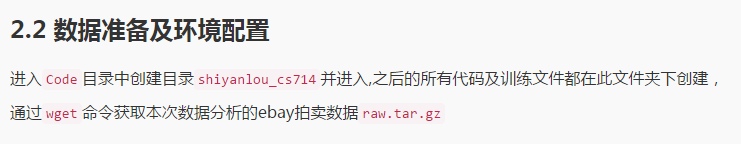 2.2 数据准备及环境配置
进入 Code 目录中创建目录 shiyanlou_cs714 并进入,之后的所有代码及训练文件都在此文件夹下创建，
通过 wget 命令获取本次数据分析的ebay拍卖数据 raw.tar.gz